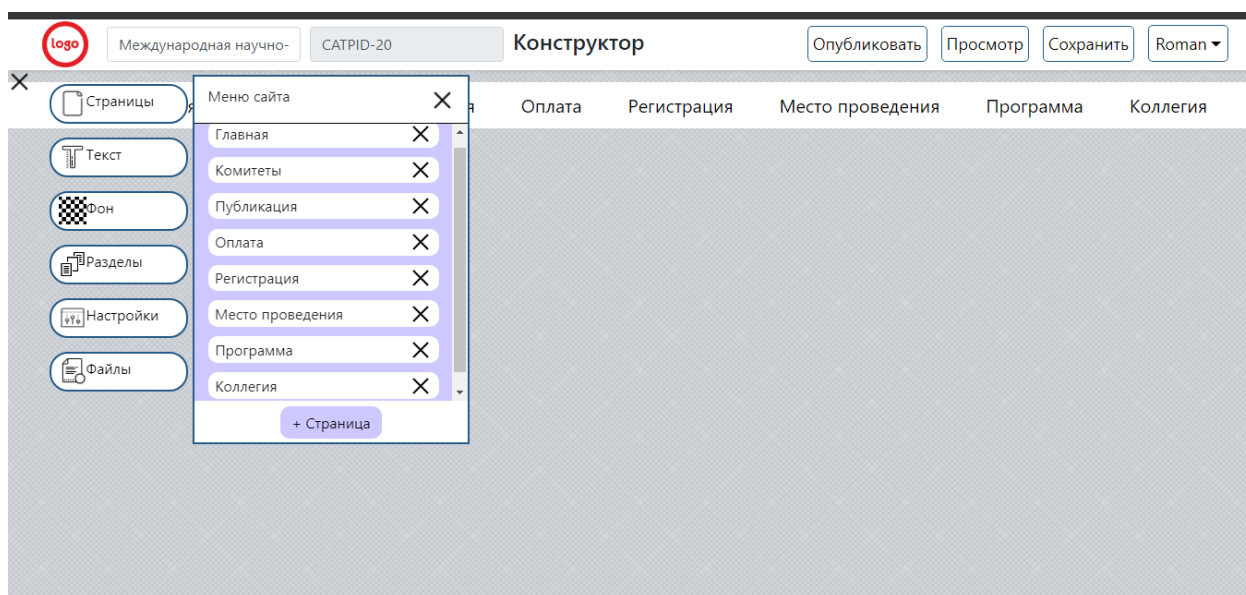 logo
Международная научно-
CATPID-20
Конструктор
Опубликовать
Просмотр
Сохранить
Roman
Оплата
Регистрация
Место проведения
Программа
Коллегия
Страницы
Текст
Фон
Разделы
Настройки
Файлы
Меню сайта
Главная
Комитеты
Публикация
Оплата
Регистрация
Место проведения
Программа
Коллегия
+ Страница